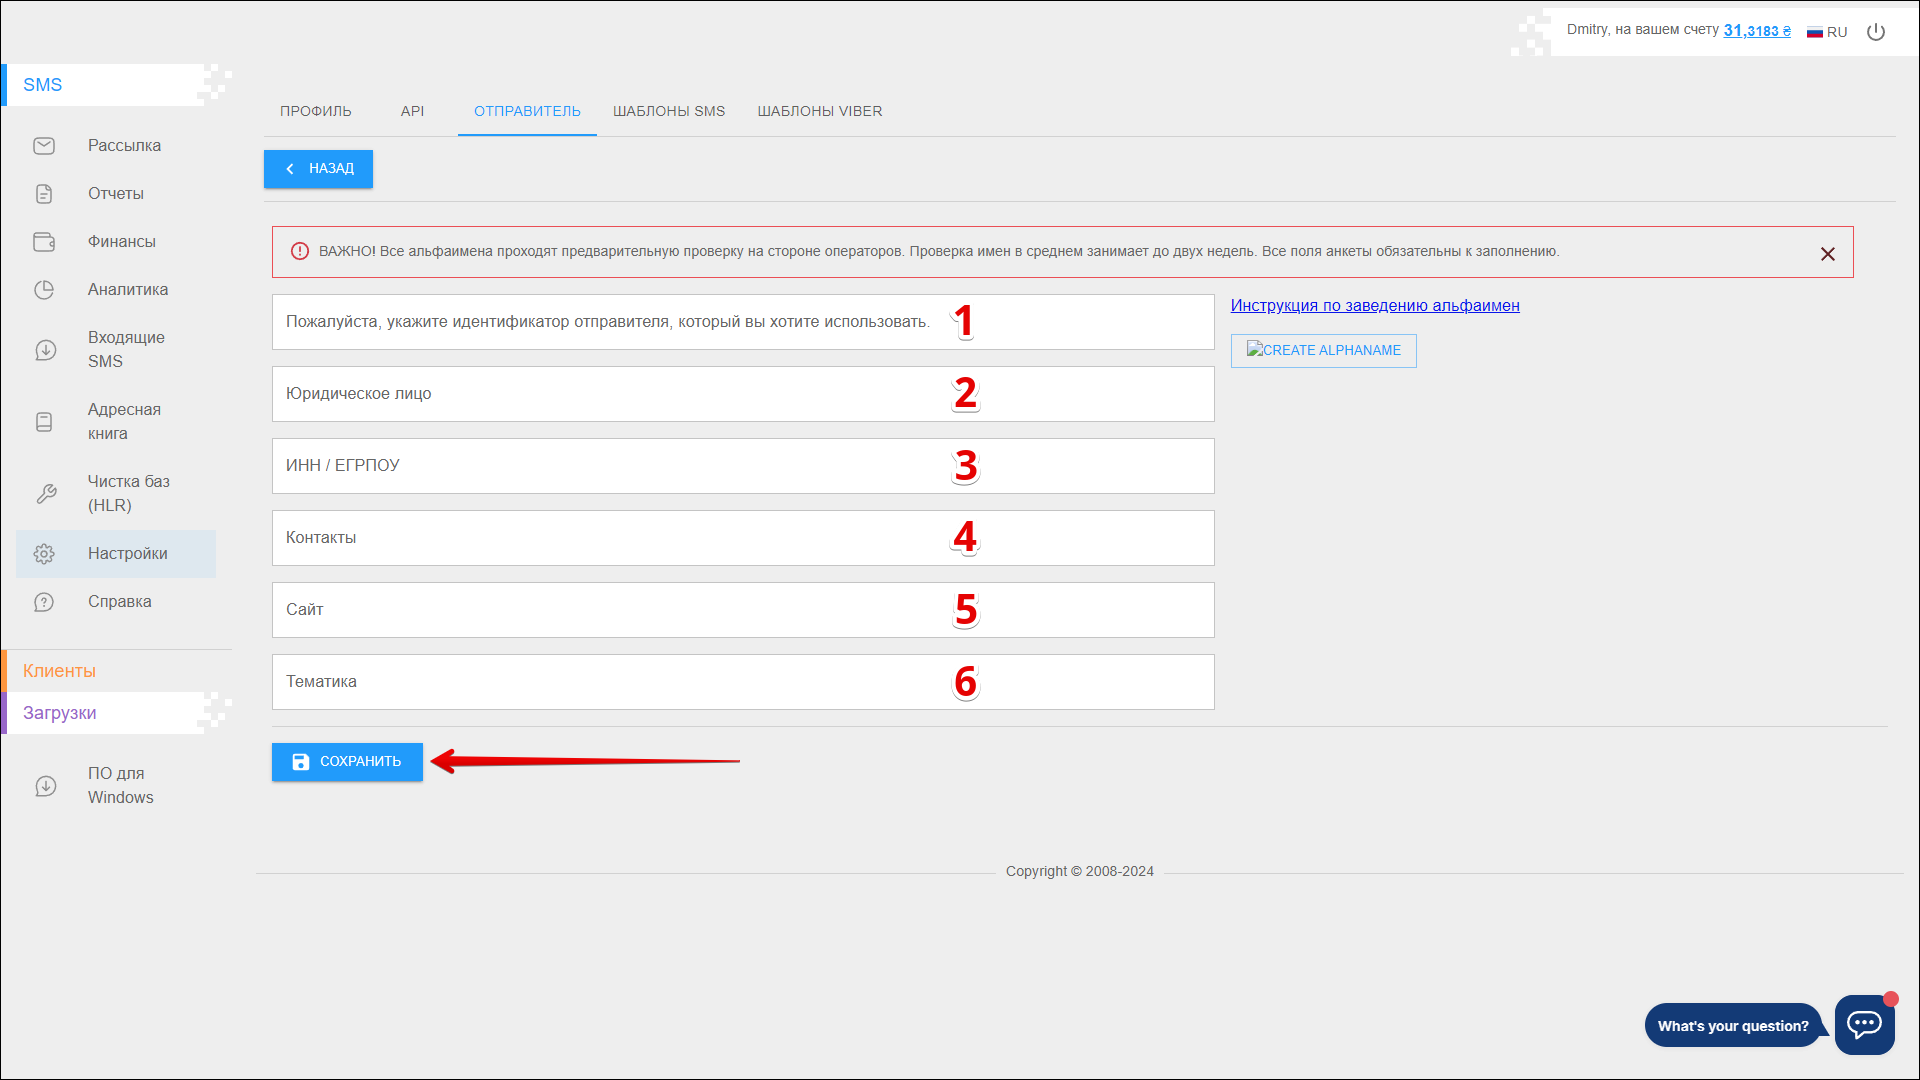 Dmitry, на вашем счету 31,3183 ₴ RU
SMS
Рассылка
Отчеты
Финансы
Аналитика
Входящие
SMS
Адресная
книга
Чистка баз
(HLR)
Настройки
Справка
Клиенты
Загрузки
ПО для
Windows
ПРОФИЛЬ API ОТПРАВИТЕЛЬ ШАБЛОНЫ SMS ШАБЛОНЫ VIBER
НАЗАД
ВАЖНО! Все альфаимена проходят предварительную проверку на стороне операторов. Проверка имен в среднем занимает до двух недель. Все поля анкеты обязательны к заполнению.
Пожалуйста, укажите идентификатор отправителя, который вы хотите использовать. 1
Юридическое лицо 2
ИНН / ЕГРПОУ 3
Контакты 4
Сайт 5
Тематика 6
Инструкция по заведению альфаимен
CREATE ALPHANAME
СОХРАНИТЬ
Copyright © 2008-2024
What's your question?